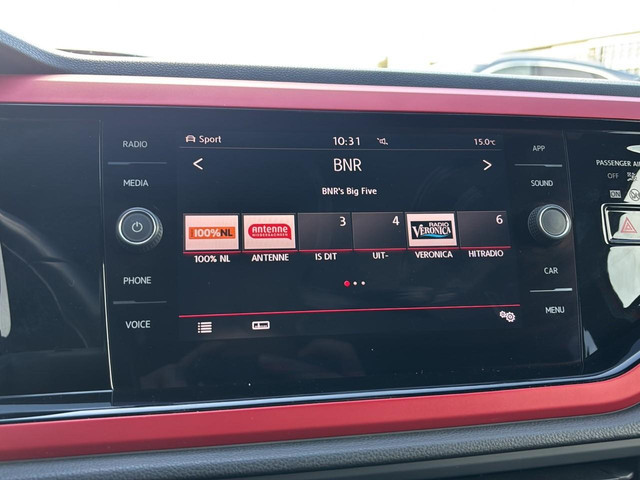 RADIO
MEDIA
PHONE
VOICE
Sport
10:31
15.0°C
BNR
BNR's Big Five
100%NL
antenne
RADIO
VERONICA
3
4
6
100% NL
ANTENNE
IS DIT
UIT-
VERONICA
HITRADIO
APP
SOUND
CAR
MENU
PASSENGER AI
OFF
ON